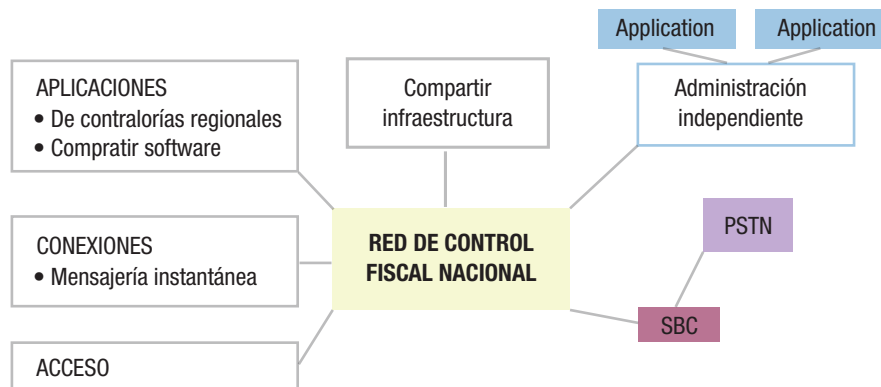 Application
Application
APLICACIONES
• De contralorías regionales
• Compratir software
Compartir
infraestructura
Administración
independiente
CONEXIONES
• Mensajería instantánea
RED DE CONTROL
FISCAL NACIONAL
PSTN
SBC
ACCESO